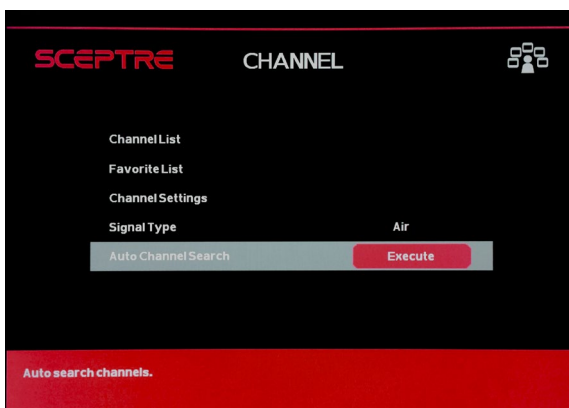 SCEPTRE CHANNEL
Channel List
Favorite List
Channel Settings
Signal Type Air
Auto Channel Search Execute
Auto search channels.